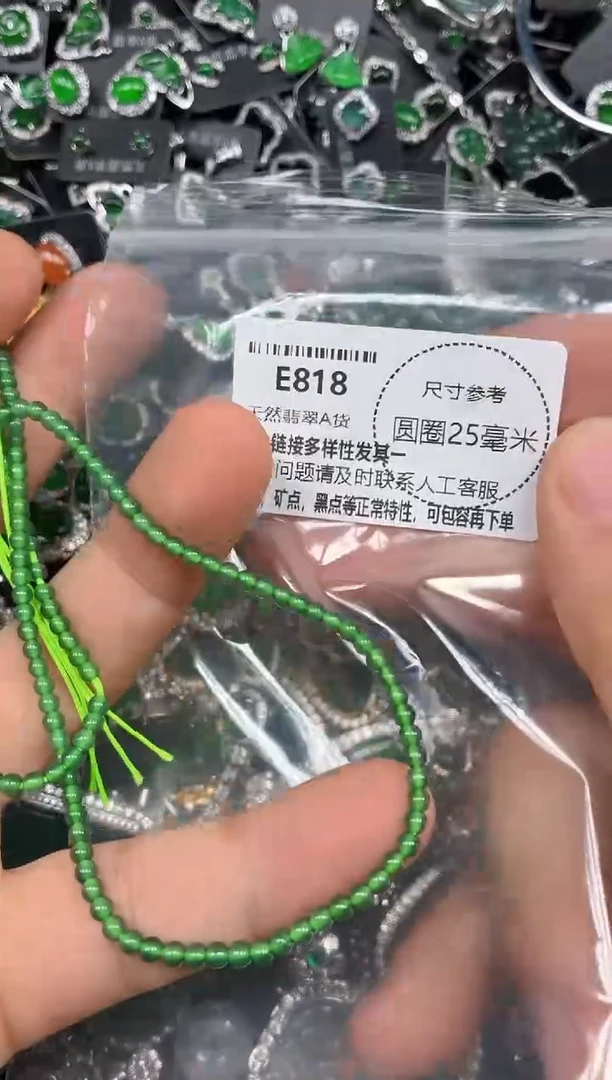 E818
天然翡翠A货
链接多样性发其一
问题请及时联系人工客服
矿点，黑点等正常特性，可包容再下单
尺寸参考
圆圈25毫米